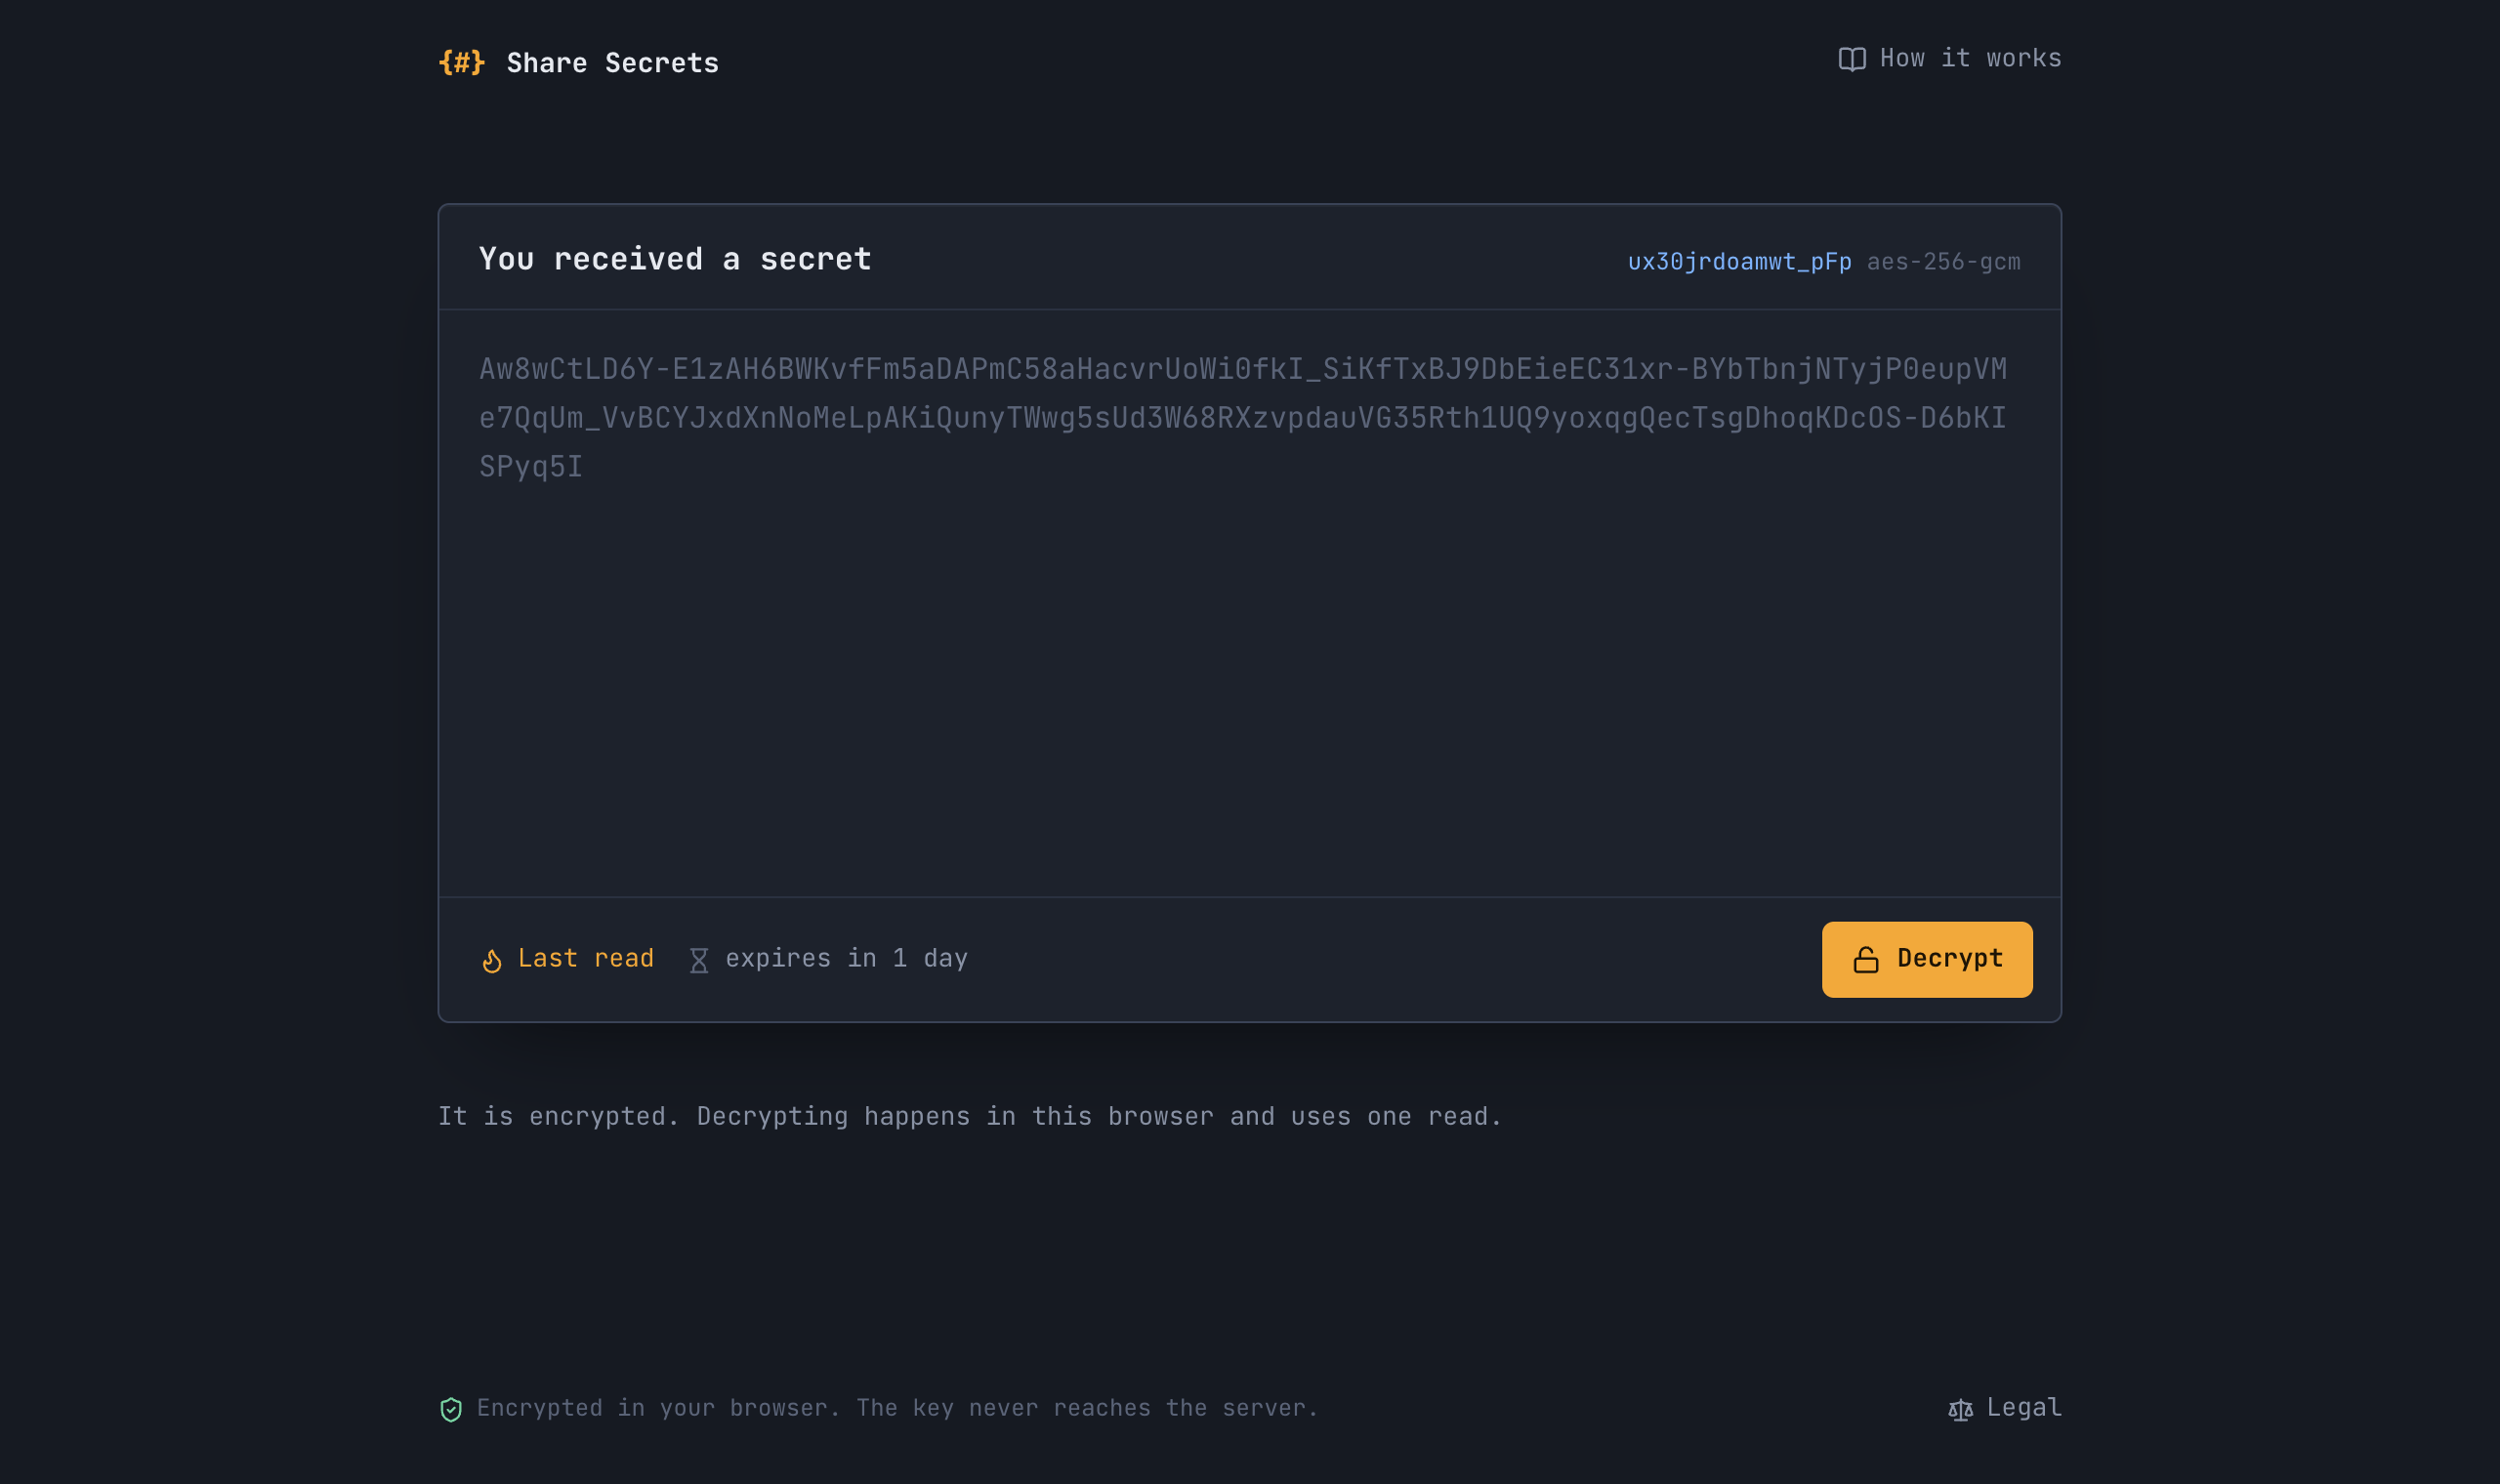 {#} Share Secrets
How it works
You received a secret
ux30jrdoamwt_pFp aes-256-gcm
Aw8wCtLD6Y-E1zAH6BWKvfFm5aDAPmC58aHacvrUoWi0fkI_SiKfTxBJ9DbEieEC31xr-BYbTbnjNTyjP0eupVM
e7QqUm_VvBCYJxdXnNoMeLpAKiQunyTWwg5sUd3W68RXzvpdauVG35Rth1UQ9yoxqgQecTsgDhoqKDcOS-D6bKI
SPyq5I
Last read expires in 1 day
Decrypt
It is encrypted. Decrypting happens in this browser and uses one read.
Encrypted in your browser. The key never reaches the server.
Legal